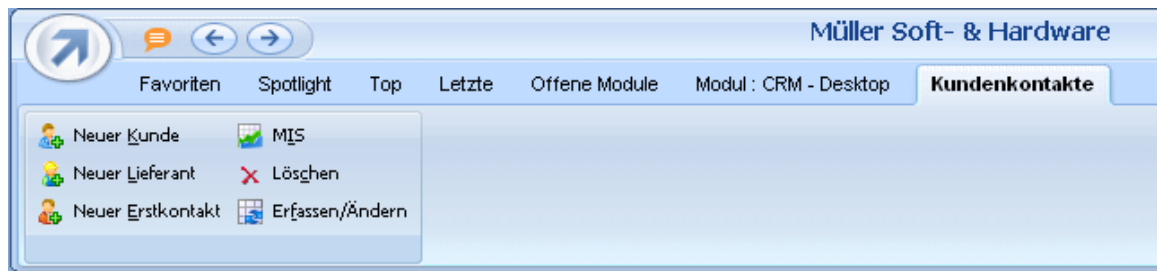 Müller Soft- & Hardware
Favoriten Spotlight Top Letzte Offene Module Modul : CRM - Desktop Kundenkontakte
Neuer Kunde MIS
Neuer Lieferant Löschen
Neuer Erstkontakt Erfassen/Ändern